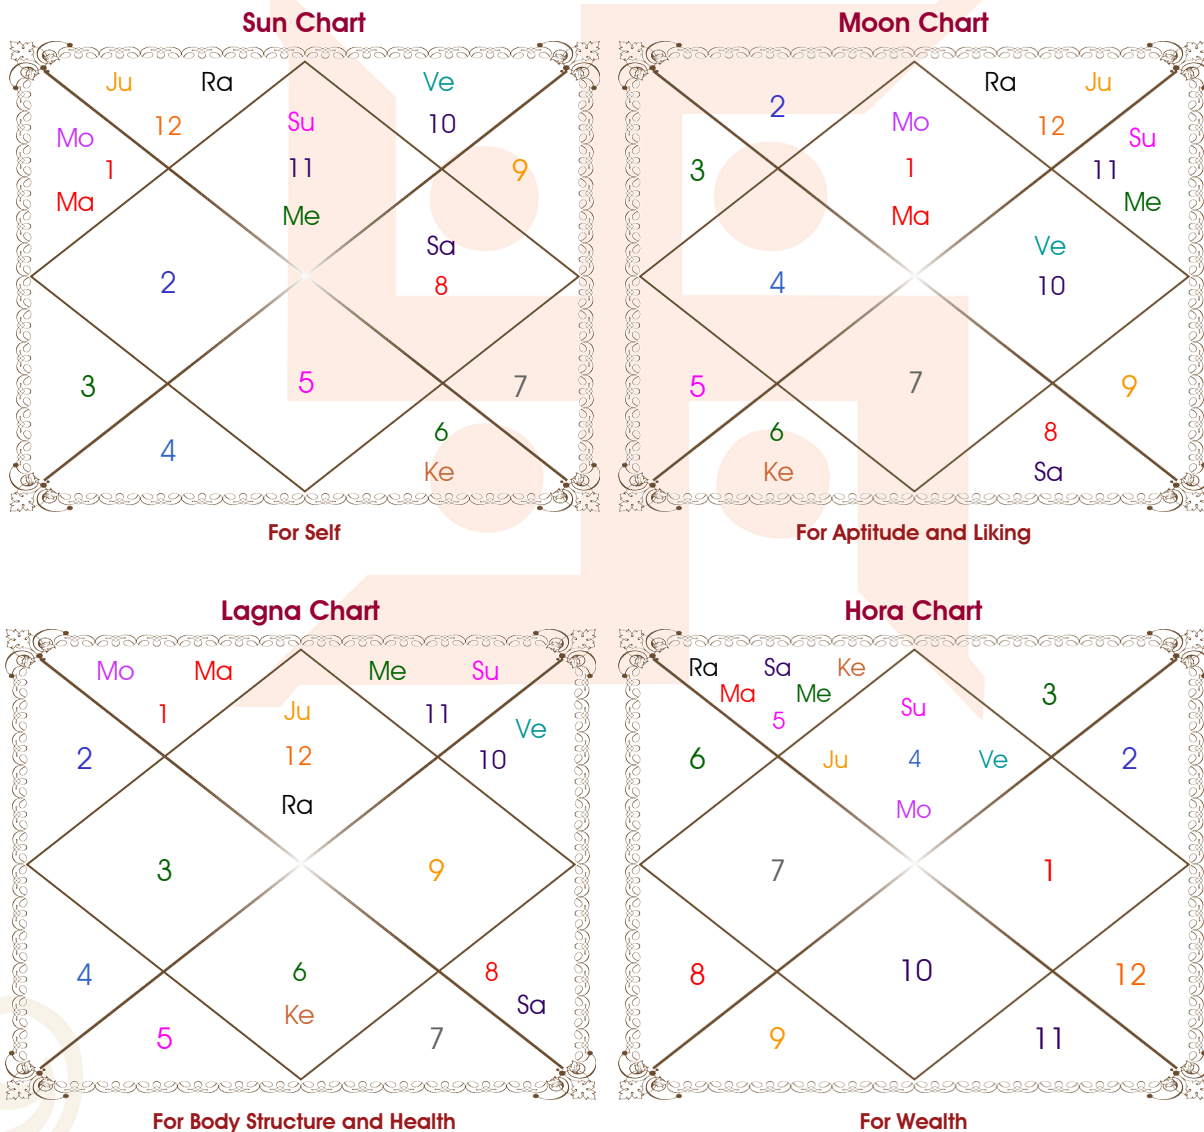 Sun Chart
Ju Ra Ve
12 Su 10
Mo 11 9
1
Ma Me
Sa
2 8
3 5 7
4 6
Ke
For Self
Moon Chart
2 Ra Ju
Mo 12 Su
3 1 11
Ma Me
Ve
4 10
5 7 9
6 8
Ke Sa
For Aptitude and Liking
Lagna Chart
Mo Ma Me Su
1 Ju 11 Ve
2 12 10
Ra
3 9
4 6 8
Ke Sa
5 7
For Body Structure and Health
Hora Chart
Ra Sa Ke
Ma Me 3
5 Su
6 Ju 4 Ve 2
Mo
7 1
8 10 12
9 11
For Wealth